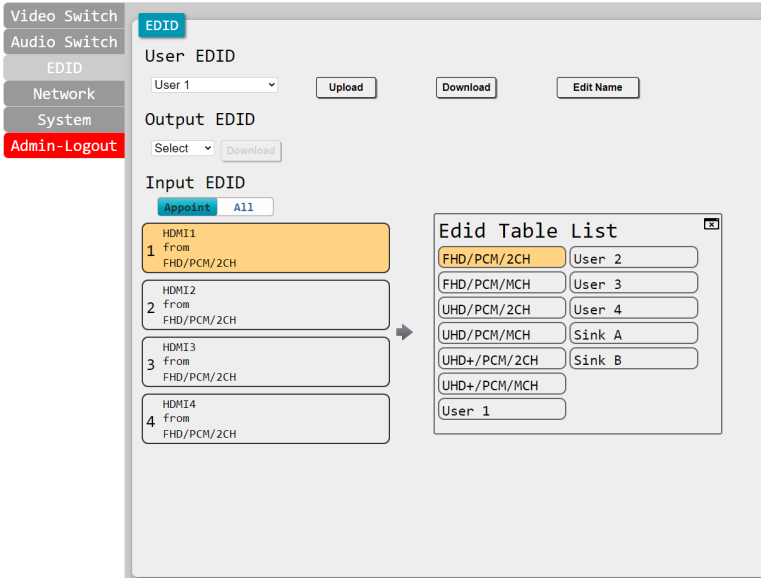 Video Switch
Audio Switch
EDID
Network
System
Admin-Logout
EDID
User EDID
User 1
Upload
Download
Edit Name
Output EDID
Select
Download
Input EDID
Appoint
All
1
HDMI1
from
FHD/PCM/2CH
2
HDMI2
from
FHD/PCM/2CH
3
HDMI3
from
FHD/PCM/2CH
4
HDMI4
from
FHD/PCM/2CH
Edid Table List
FHD/PCM/2CH
FHD/PCM/MCH
UHD/PCM/2CH
UHD/PCM/MCH
UHD+/PCM/2CH
UHD+/PCM/MCH
User 1
User 2
User 3
User 4
Sink A
Sink B